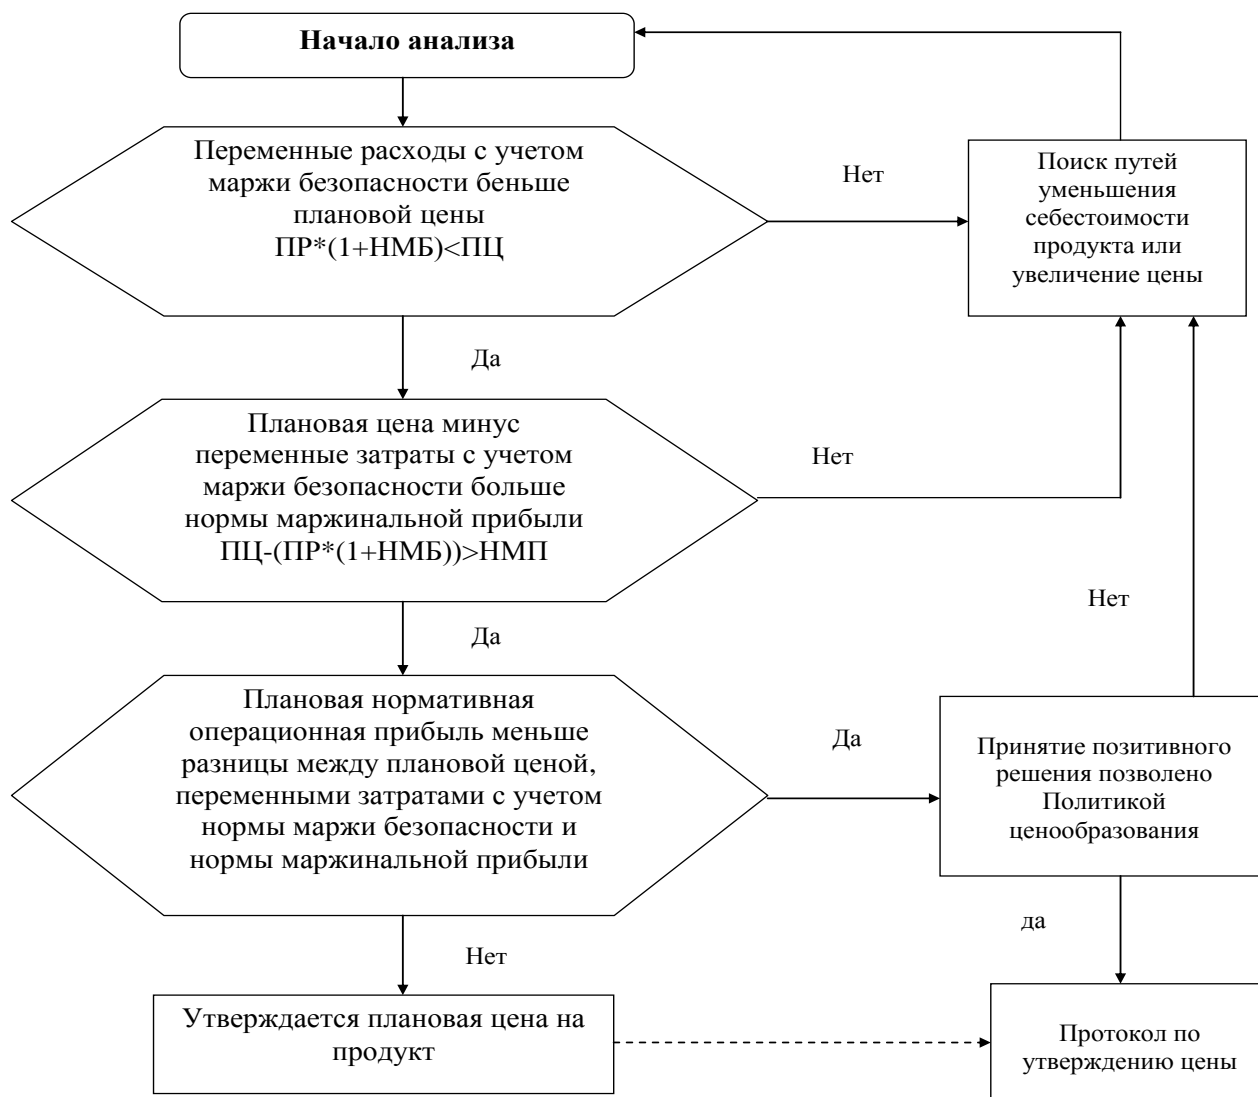 Начало анализа
Переменные расходы с учетом
маржи безопасности беньше
плановой цены
ПР*(1+НМБ)<ПЦ
Нет
Поиск путей
уменьшения
себестоимости
продукта или
увеличение цены
Да
Плановая цена минус
переменные затраты с учетом
маржи безопасности больше
нормы маржинальной прибыли
ПЦ-(ПР*(1+НМБ))>НМП
Нет
Нет
Да
Плановая нормативная
операционная прибыль меньше
разницы между плановой ценой,
переменными затратами с учетом
нормы маржи безопасности и
нормы маржинальной прибыли
Да
Принятие позитивного
решения позволено
Политикой
ценообразования
да
Нет
Утверждается плановая цена на
продукт
Протокол по
утверждению цены